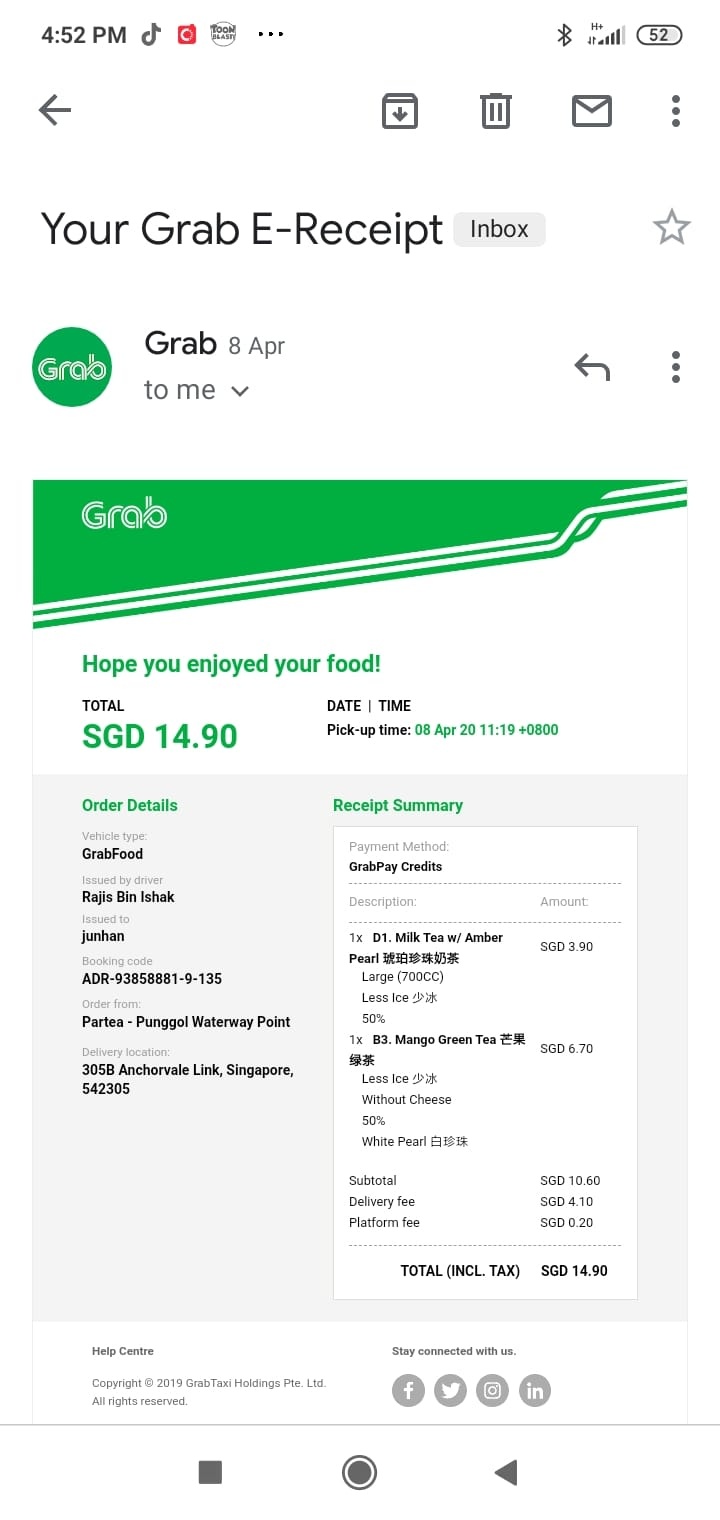 4:52 PM
TOON BLAST
H+
52
Your Grab E-Receipt Inbox
Grab
Grab 8 Apr
to me
Grab
Hope you enjoyed your food!
TOTAL
SGD 14.90
DATE | TIME
Pick-up time: 08 Apr 20 11:19 +0800
Order Details
Vehicle type:
GrabFood
Issued by driver
Rajis Bin Ishak
Issued to
junhan
Booking code
ADR-93858881-9-135
Order from:
Partea - Punggol Waterway Point
Delivery location:
305B Anchorvale Link, Singapore,
542305
Receipt Summary
Payment Method:
GrabPay Credits
Description: Amount:
1x D1. Milk Tea w/ Amber
Pearl 琥珀珍珠奶茶 SGD 3.90
Large (700CC)
Less Ice 少冰
50%
1x B3. Mango Green Tea 芒果
绿茶 SGD 6.70
Less Ice 少冰
Without Cheese
50%
White Pearl 白珍珠
Subtotal SGD 10.60
Delivery fee SGD 4.10
Platform fee SGD 0.20
TOTAL (INCL. TAX) SGD 14.90
Help Centre
Copyright © 2019 GrabTaxi Holdings Pte. Ltd.
All rights reserved.
Stay connected with us.
f
in